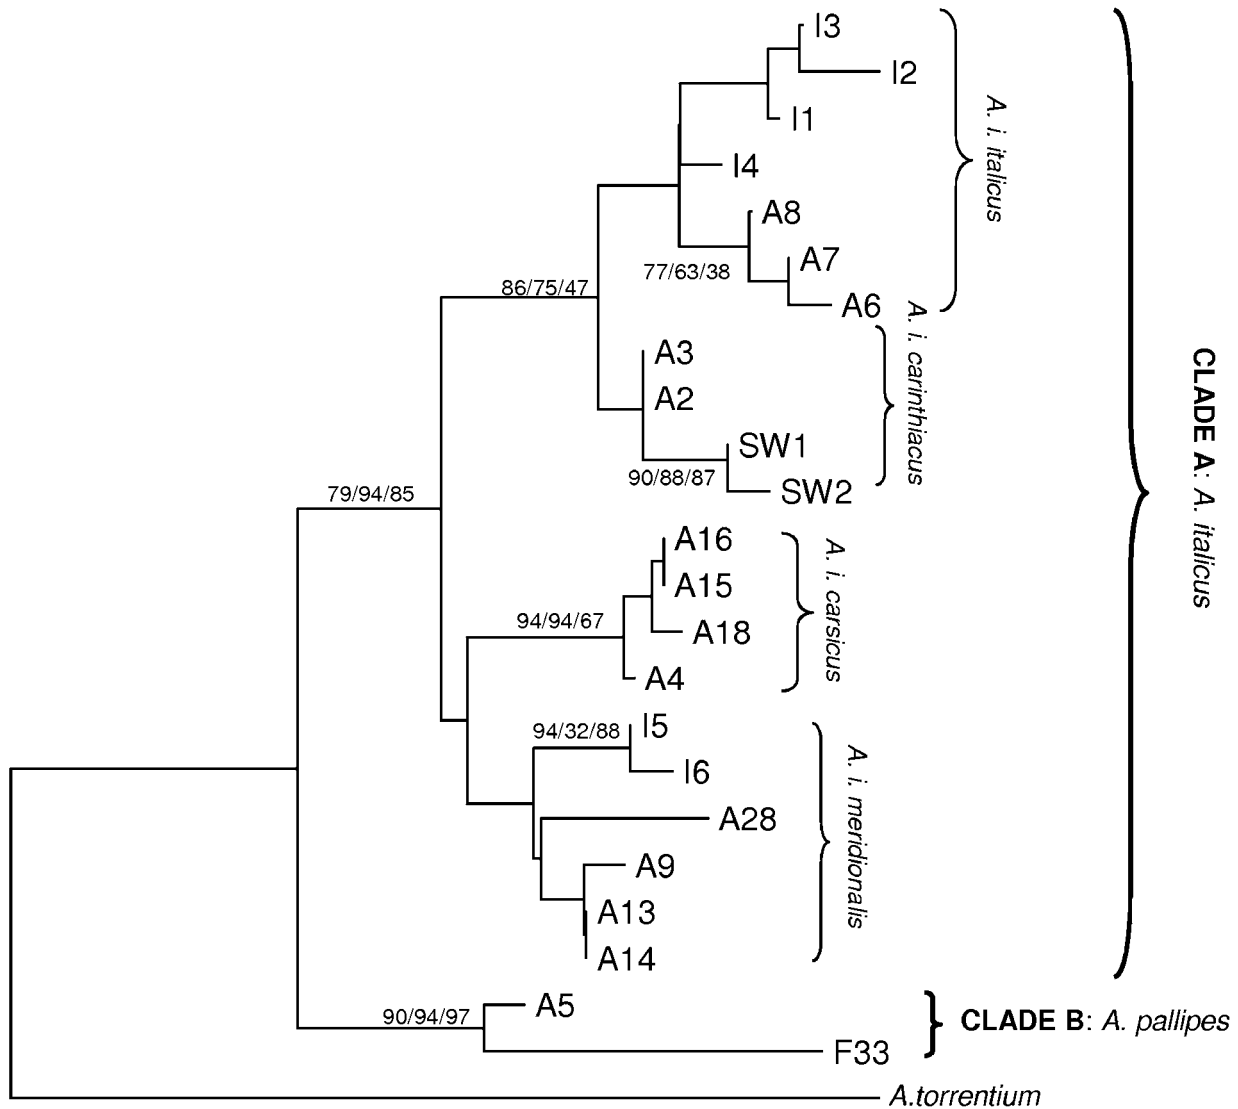 I3
I2
I1
I4
A8
A7
77/63/38
A6
A. i. italicus
86/75/47
A3
A2
SW1
90/88/87
SW2
A. i. carinthiacus
79/94/85
A16
A15
94/94/67
A18
A4
A. i. carsicus
I5
94/32/88
I6
A28
A9
A13
A14
A. i. meridionalis
CLADE A: A. italicus
A5
90/94/97
F33
CLADE B: A. pallipes
A.torrentium